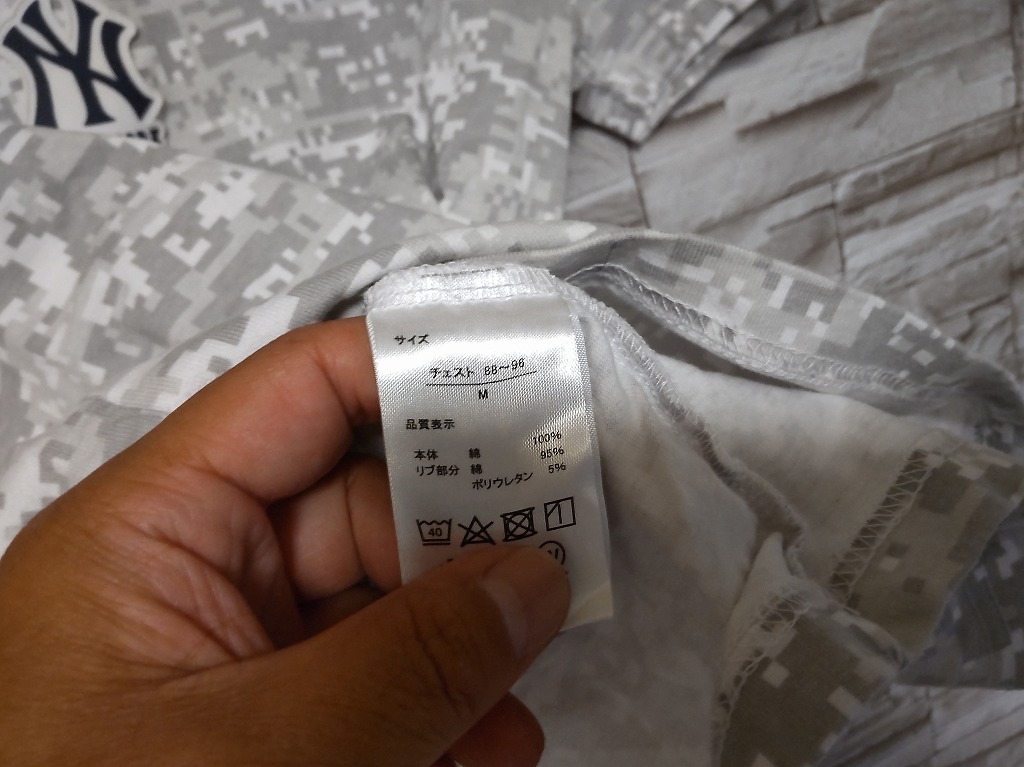 NY
サイズ
チェスト 88〜96
M
品質表示
100%
本体 綿 95%
リブ部分 綿 5%
ポリウレタン
40